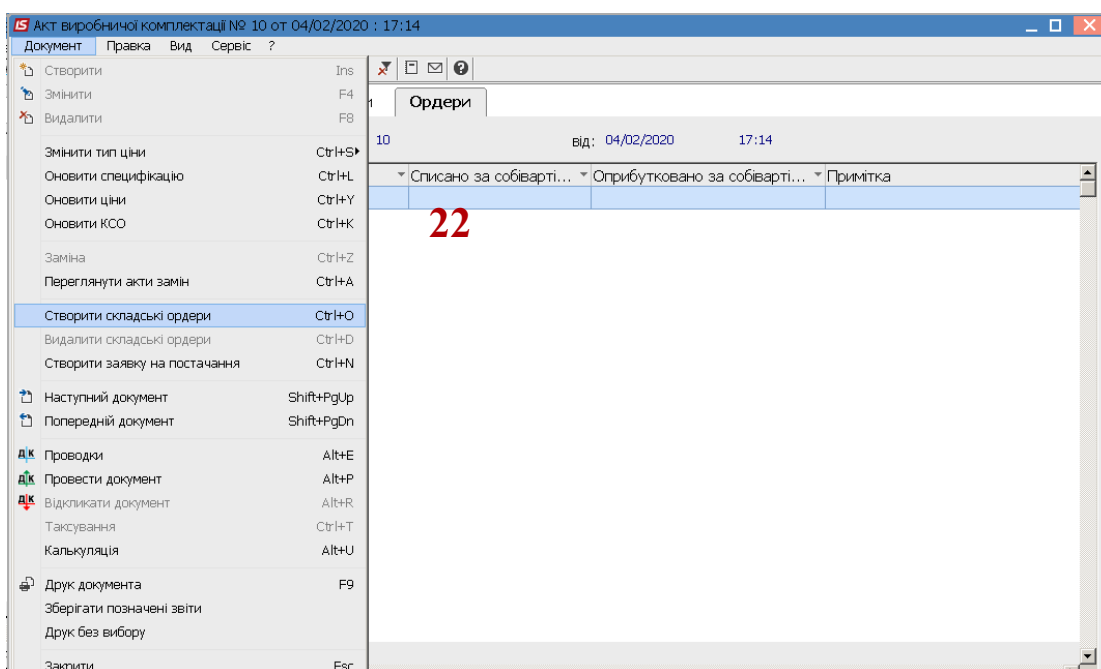 Акт виробничої комплектації № 10 от 04/02/2020 : 17:14
Документ Правка Вид Сервіс ?
Створити Ins
Змінити F4
Видалити F8
Ордери
10 від: 04/02/2020 17:14
Змінити тип ціни Ctrl+S
Оновити специфікацію Ctrl+L
Списано за собіварті... Оприбутковано за собіварті... Примітка
Оновити ціни Ctrl+Y
Оновити КСО Ctrl+K
22
Заміна Ctrl+Z
Переглянути акти замін Ctrl+A
Створити складські ордери Ctrl+O
Видалити складські ордери Ctrl+D
Створити заявку на постачання Ctrl+N
Наступний документ Shift+PgUp
Попередній документ Shift+PgDn
Проводки Alt+E
Провести документ Alt+P
Відкликати документ Alt+R
Таксування Ctrl+T
Калькуляція Alt+U
Друк документа F9
Зберігати позначені звіти
Друк без вибору
Закрити Esc